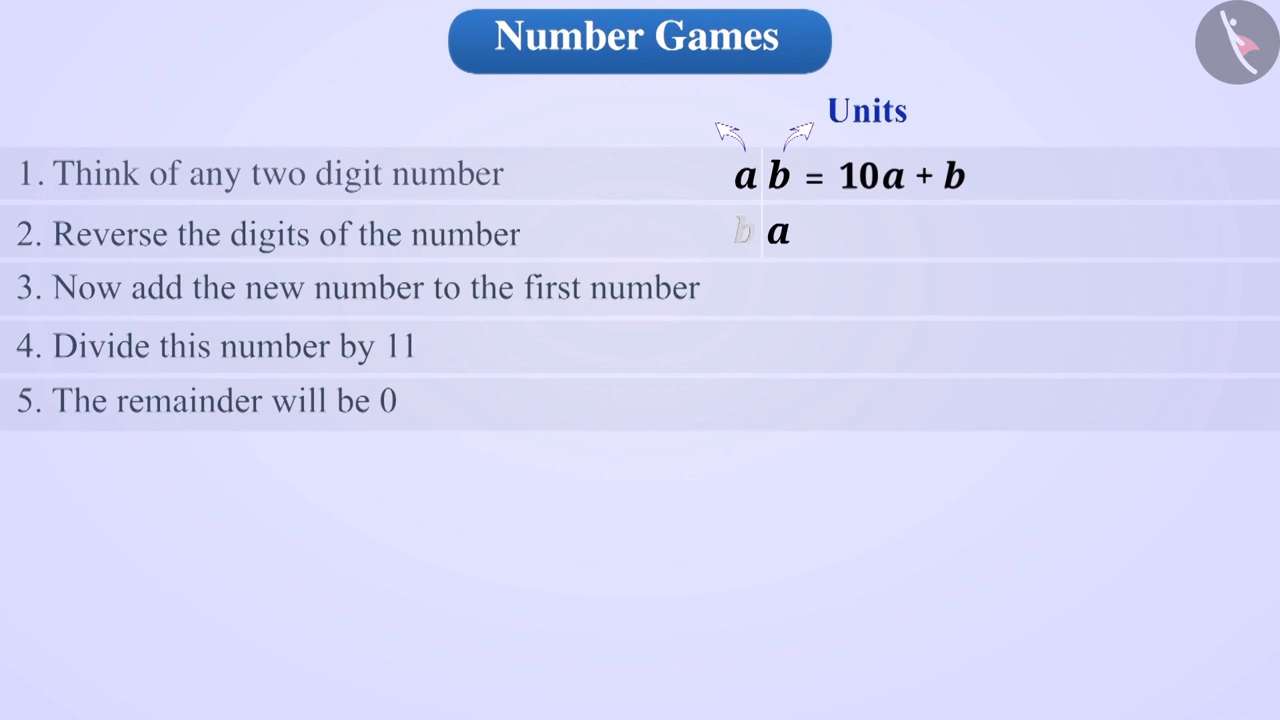 Number Games
Units
1. Think of any two digit number a b = 10a + b
2. Reverse the digits of the number b a
3. Now add the new number to the first number
4. Divide this number by 11
5. The remainder will be 0